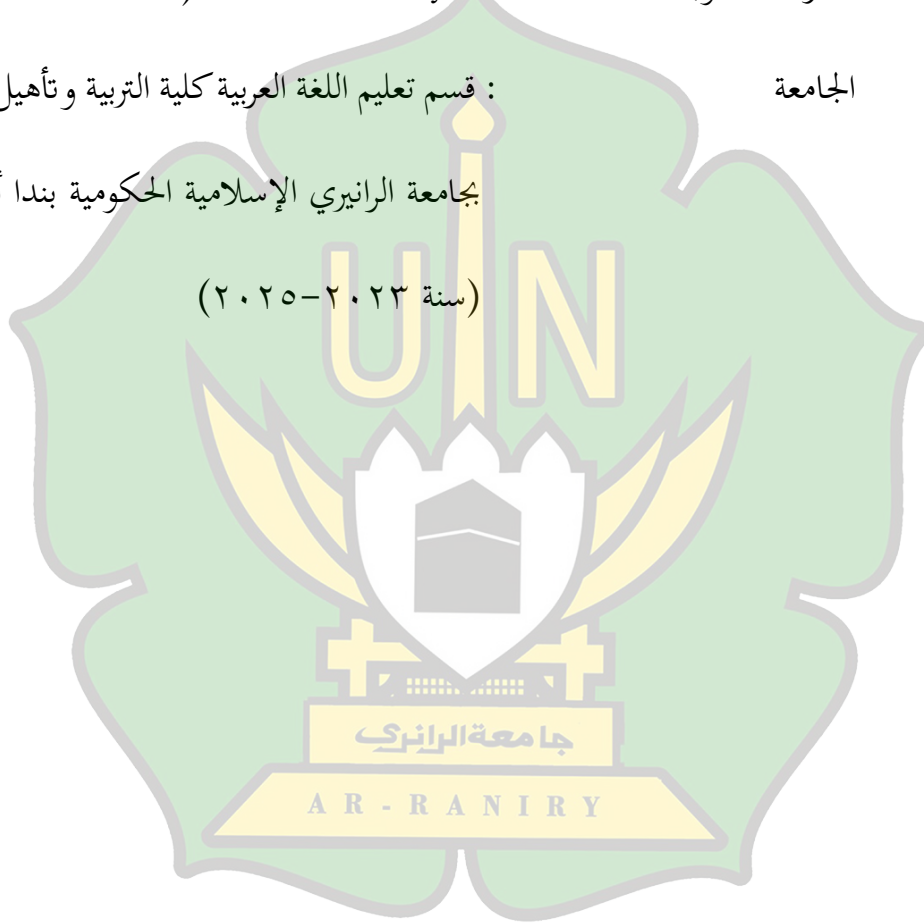 الجامعة : قسم تعليم اللغة العربية كلية التربية وتأهيل
بجامعة الرانيري الإسلامية الحكومية بندا
(سنة ٢٠٢٣-٢٠٢٥)
UIN
جامعة الرانري
AR-RANIRY